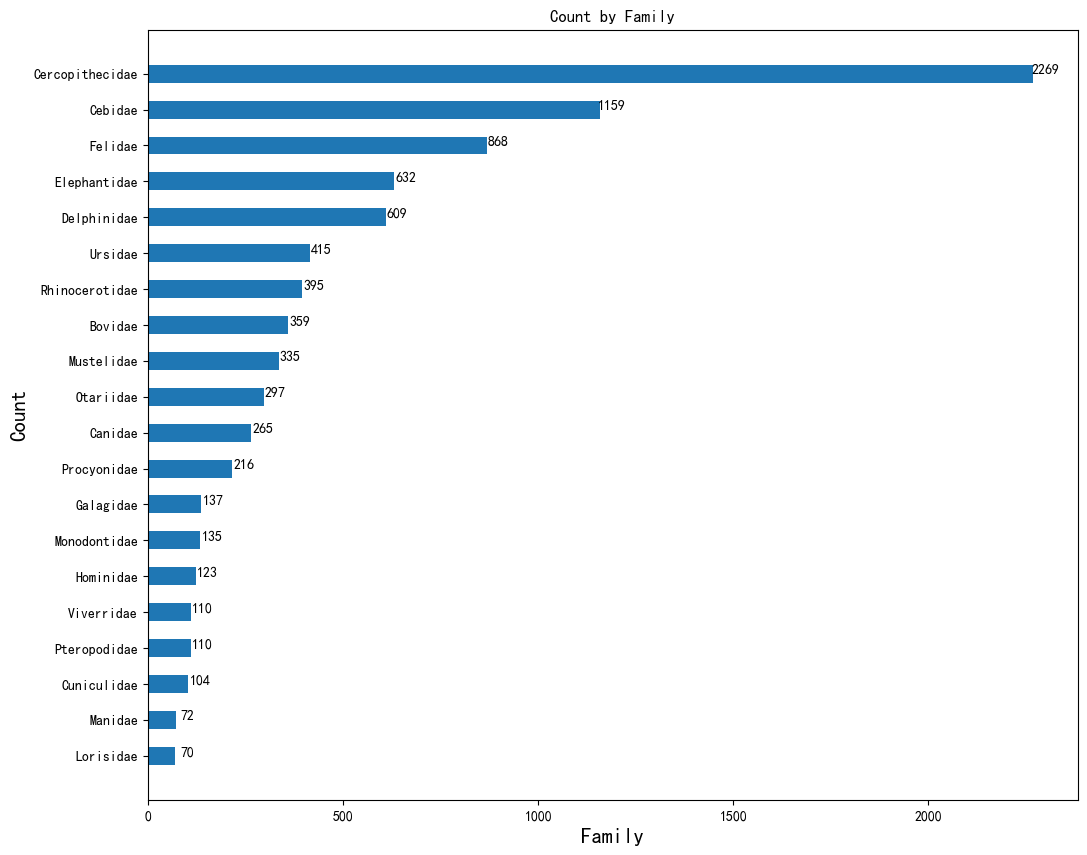 Count by Family
Cercopithecidae 2269
Cebidae 1159
Felidae 868
Elephantidae 632
Delphinidae 609
Ursidae 415
Rhinocerotidae 395
Bovidae 359
Mustelidae 335
Otariidae 297
Canidae 265
Procyonidae 216
Galagidae 137
Monodontidae 135
Hominidae 123
Viverridae 110
Pteropodidae 110
Cuniculidae 104
Manidae 72
Lorisidae 70
Count
0 500 1000 1500 2000
Family